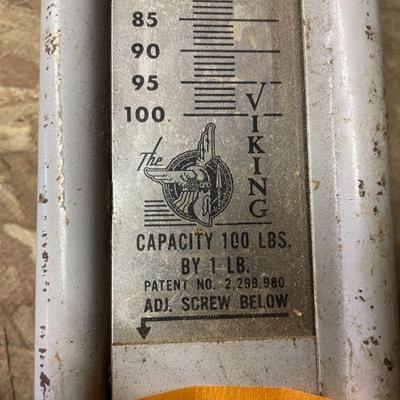 85
90
95
100
The VIKING
CAPACITY 100 LBS.
BY 1 LB.
PATENT NO. 2,299,980
ADJ. SCREW BELOW